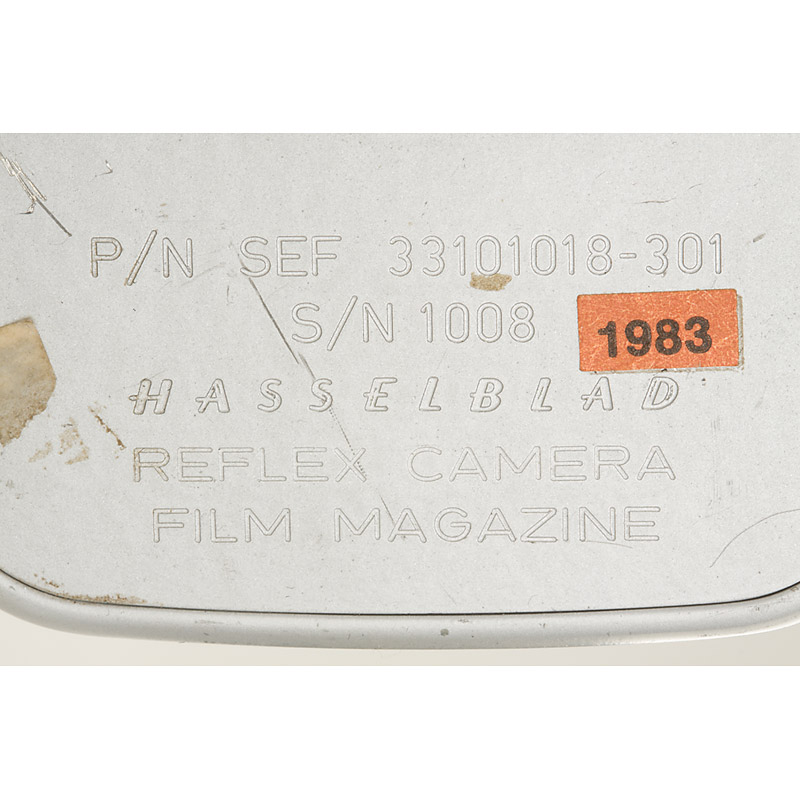 P/N SEF 33101018-301
S/N 1008
1983
HASSELBLAD
REFLEX CAMERA
FILM MAGAZINE